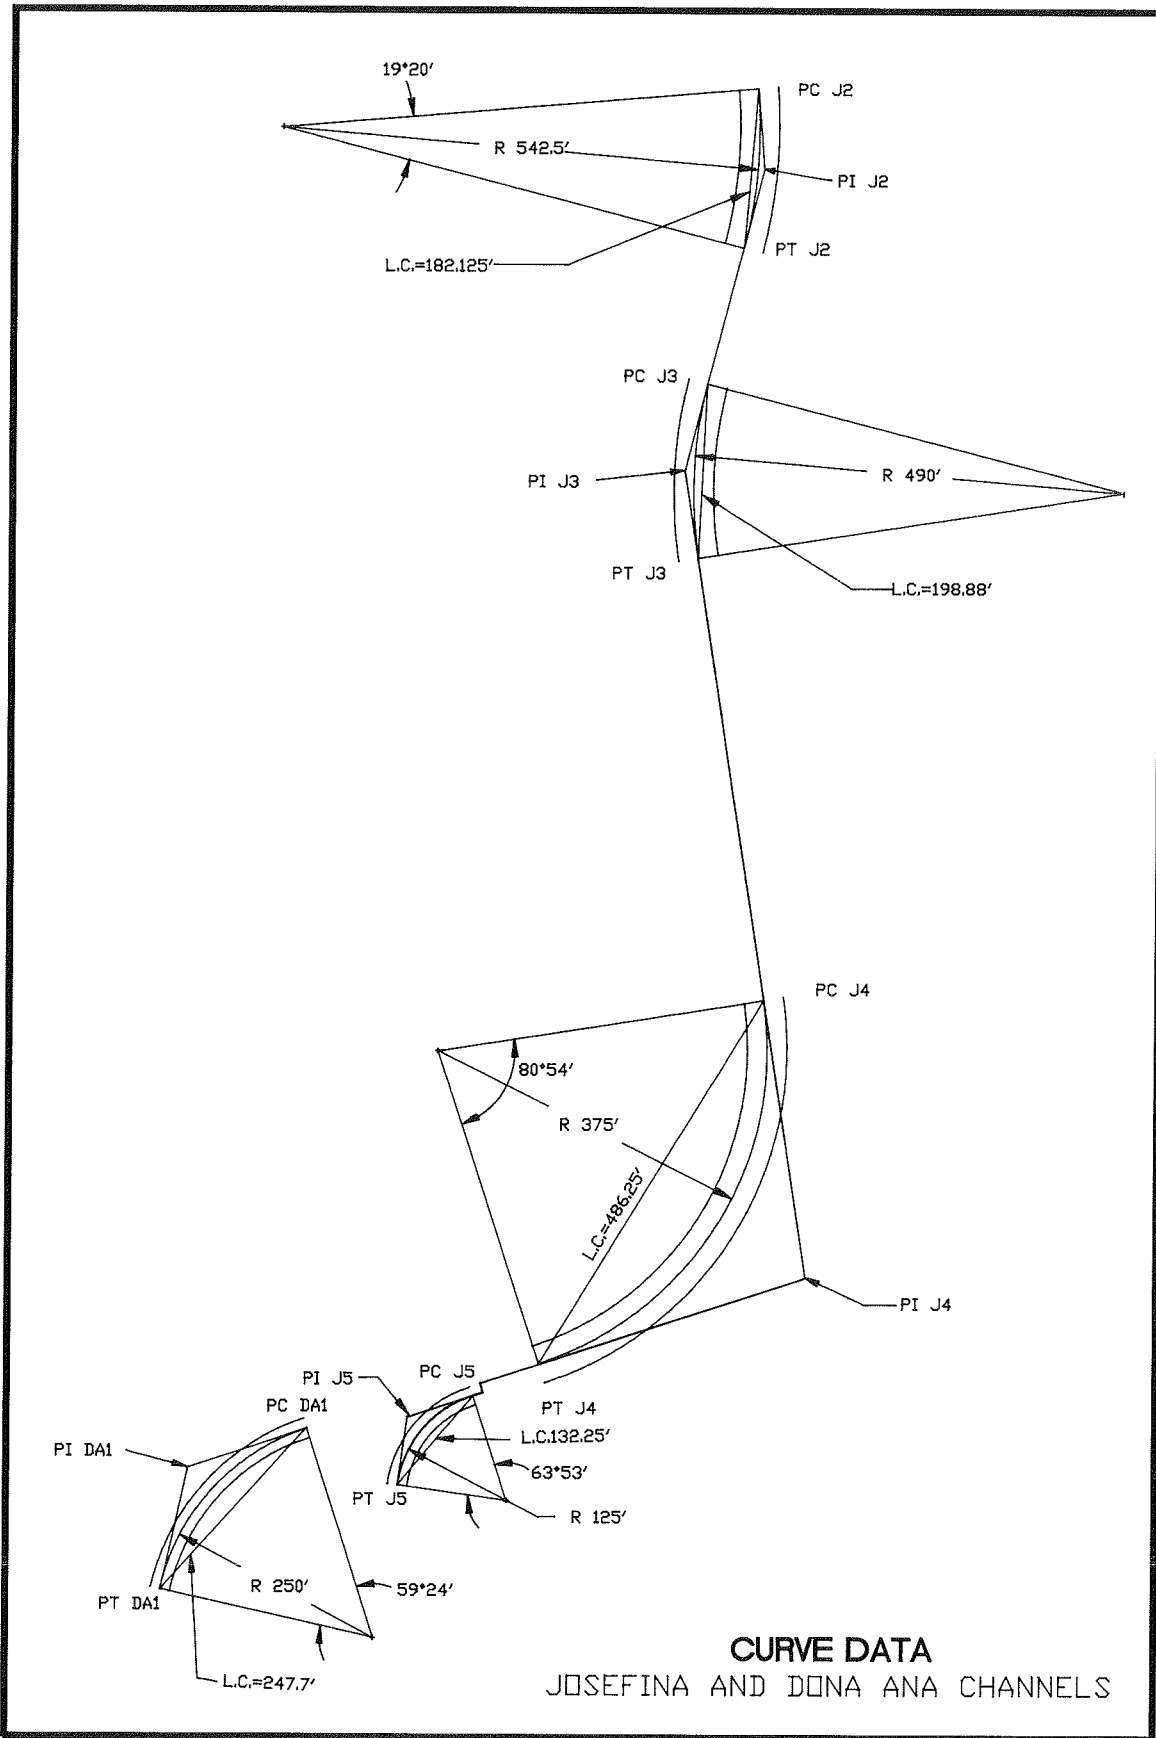 19°20'
PC J2
R 542.5'
PI J2
PT J2
L.C.=182.125'
PC J3
PI J3
R 490'
PT J3
L.C.=198.88'
PC J4
80°54'
R 375'
L.C.=486.25'
PI J4
PC J5
PI J5
PC DA1
PT J4
PI DA1
L.C.132.25'
63°53'
PT J5
R 125'
R 250'
59°24'
PT DA1
L.C.=247.7'
CURVE DATA
JOSEFINA AND DONA ANA CHANNELS